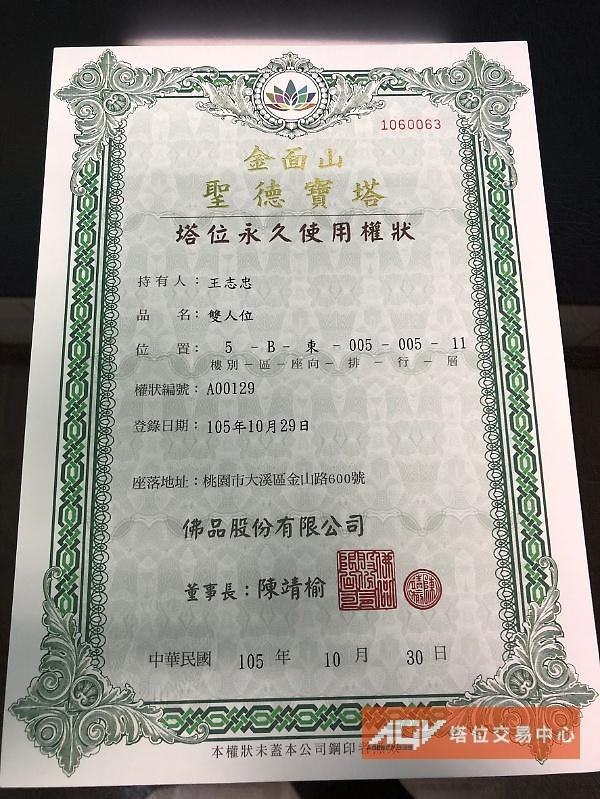 1060063
金面山
聖德寶塔
塔位永久使用權狀
持有人：王志忠
品　　名：雙人位
位　　置：5 － B － 東 － 005 － 005 － 11
樓別－區－座向－排－行－層
權狀編號：A00129
登錄日期：105年10月29日
座落地址：桃園市大溪區金山路600號
佛品股份有限公司
董事長：陳靖榆
中華民國 105 年 10 月 30 日
本權狀未蓋本公司鋼印
AGV 塔位交易中心